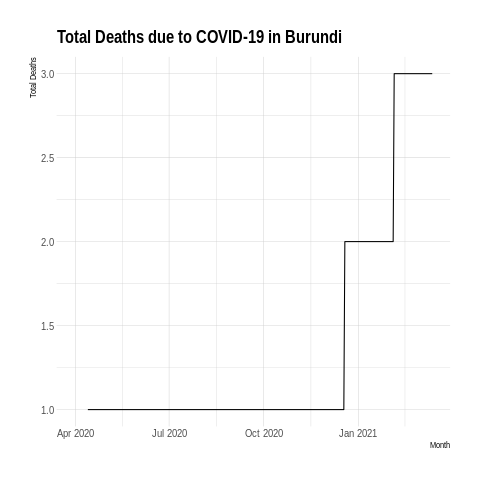 Total Deaths due to COVID-19 in Burundi
Total Deaths
3.0
2.5
2.0
1.5
1.0
Apr 2020 Jul 2020 Oct 2020 Jan 2021
Month